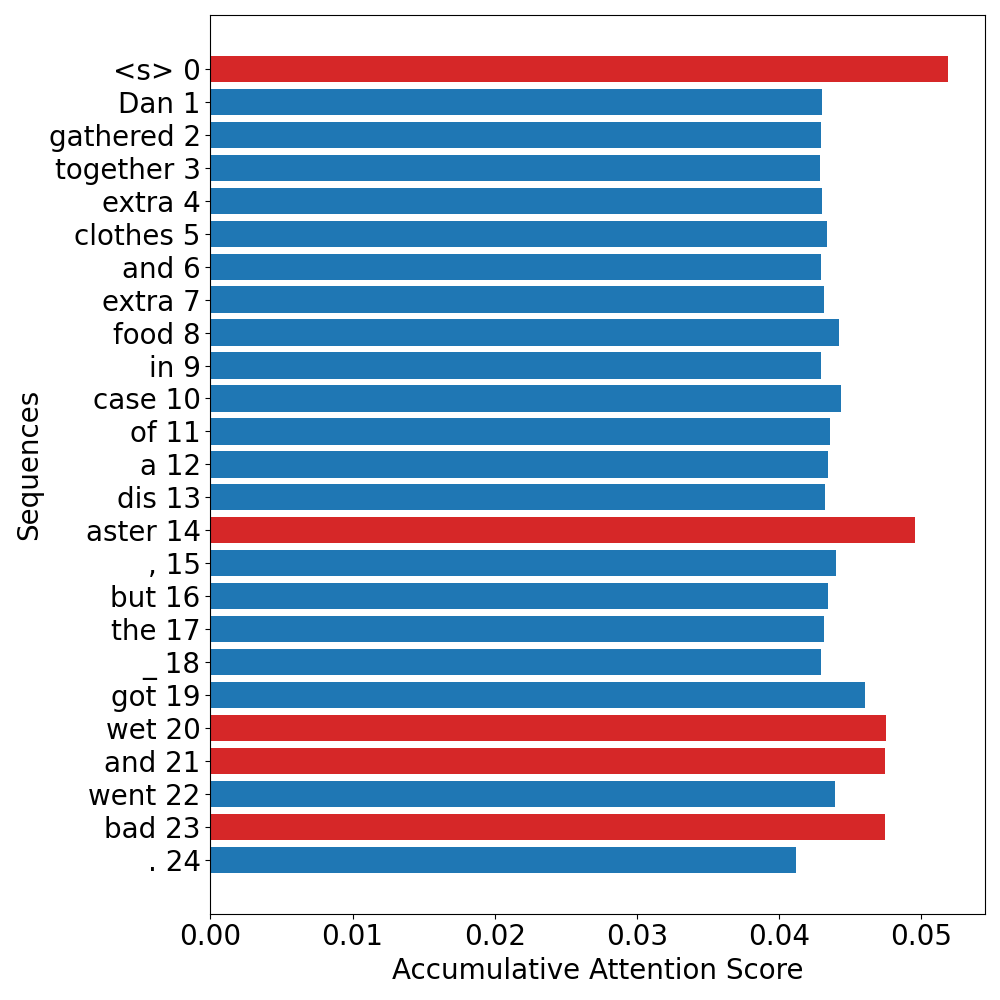 <s> 0
Dan 1
gathered 2
together 3
extra 4
clothes 5
and 6
extra 7
food 8
in 9
case 10
of 11
a 12
dis 13
aster 14
, 15
but 16
the 17
_ 18
got 19
wet 20
and 21
went 22
bad 23
. 24
Sequences
0.00 0.01 0.02 0.03 0.04 0.05
Accumulative Attention Score